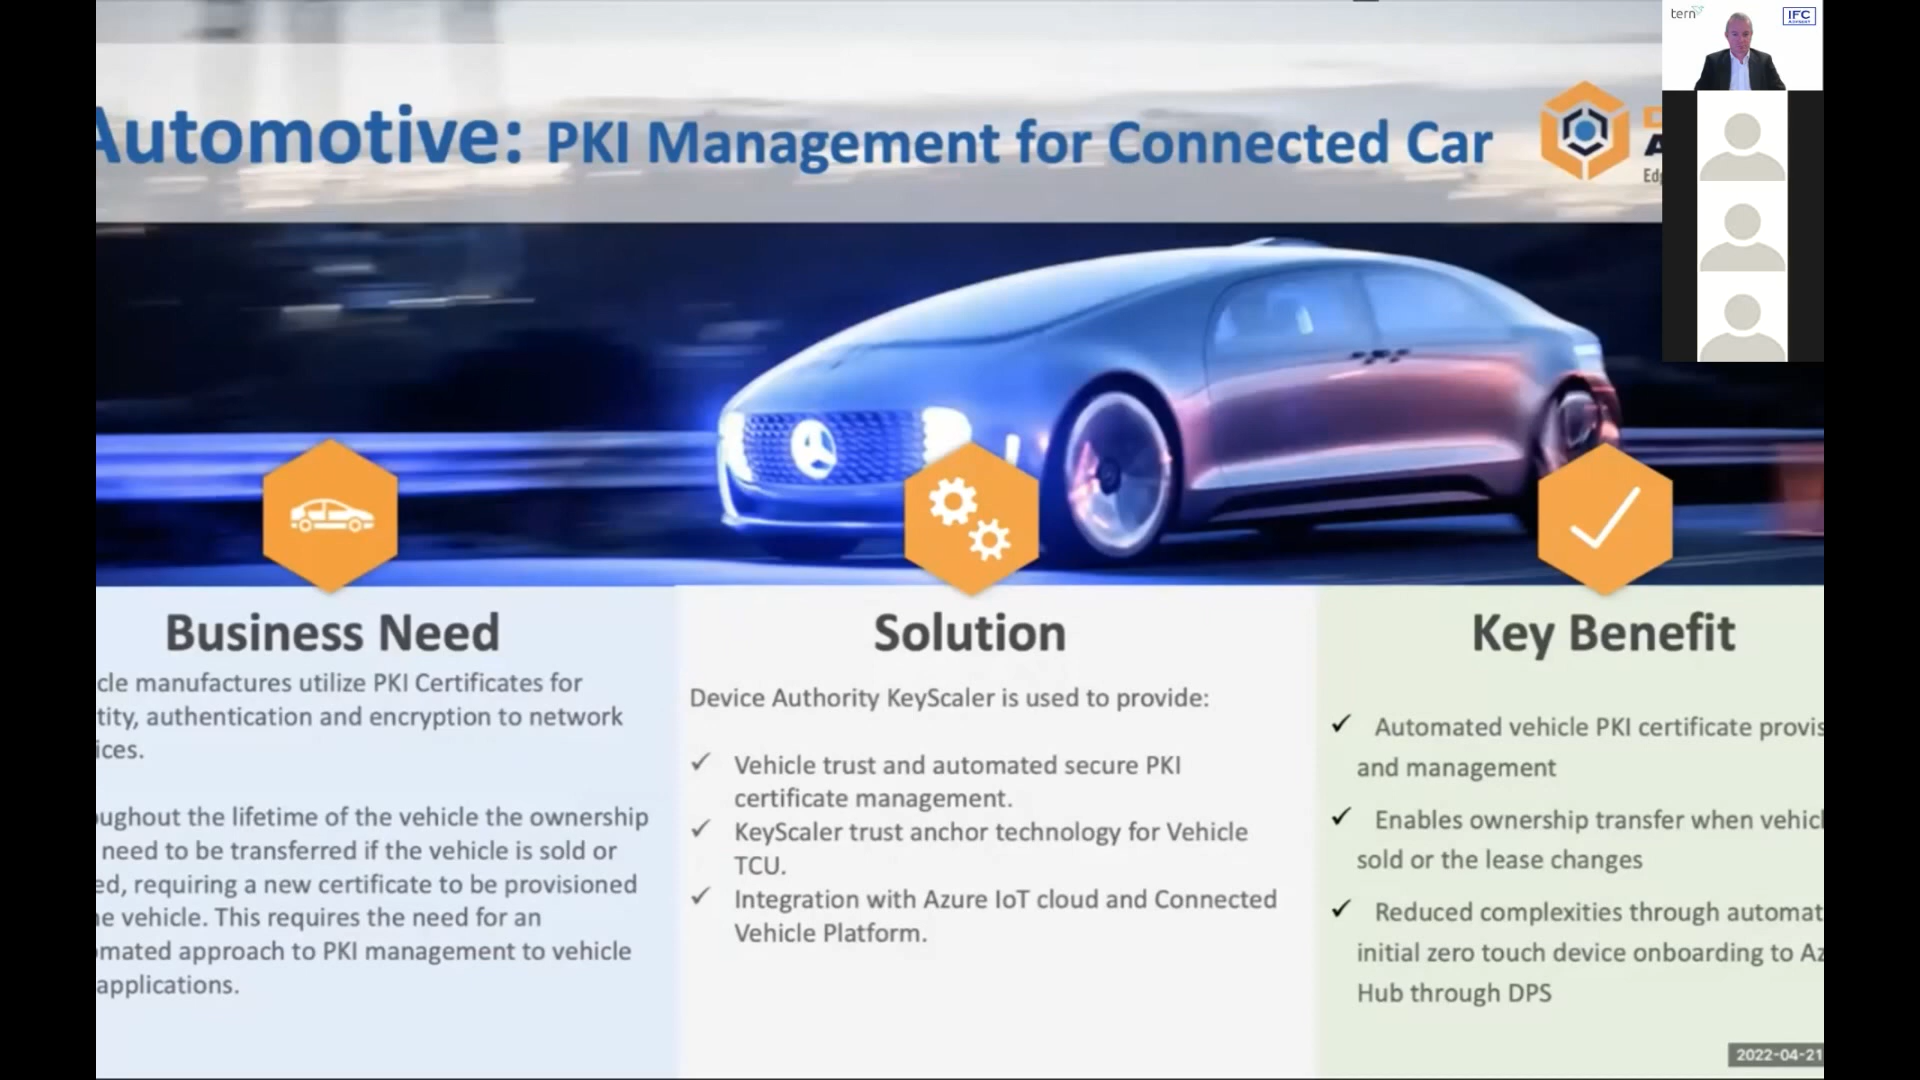 tern
IFC
Automotive: PKI Management for Connected Car
Business Need
cle manufactures utilize PKI Certificates for
tity, authentication and encryption to network
ices.
ughout the lifetime of the vehicle the ownership
need to be transferred if the vehicle is sold or
ed, requiring a new certificate to be provisioned
e vehicle. This requires the need for an
mated approach to PKI management to vehicle
applications.
Solution
Device Authority KeyScaler is used to provide:
✓ Vehicle trust and automated secure PKI
certificate management.
✓ KeyScaler trust anchor technology for Vehicle
TCU.
✓ Integration with Azure IoT cloud and Connected
Vehicle Platform.
Key Benefit
✓ Automated vehicle PKI certificate provis
and management
✓ Enables ownership transfer when vehicl
sold or the lease changes
✓ Reduced complexities through automat
initial zero touch device onboarding to Az
Hub through DPS
2022-04-21